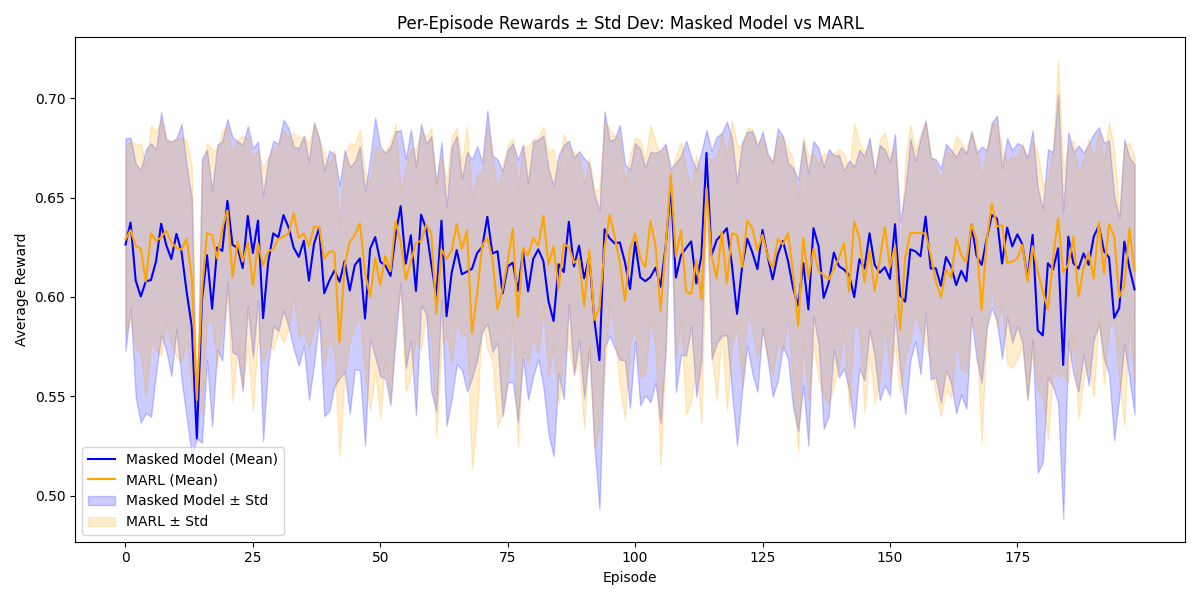 Per-Episode Rewards ± Std Dev: Masked Model vs MARL
Average Reward
0.70
0.65
0.60
0.55
0.50
Masked Model (Mean)
MARL (Mean)
Masked Model ± Std
MARL ± Std
0 25 50 75 100 125 150 175
Episode